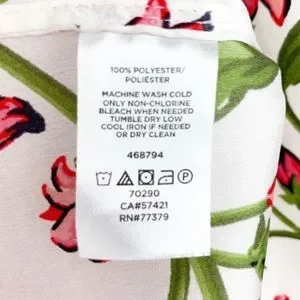 100% POLYESTER/
POLIÉSTER
MACHINE WASH COLD
ONLY NON-CHLORINE
BLEACH WHEN NEEDED
TUMBLE DRY LOW
COOL IRON IF NEEDED
OR DRY CLEAN
468794
P
70290
CA#57421
RN#77379